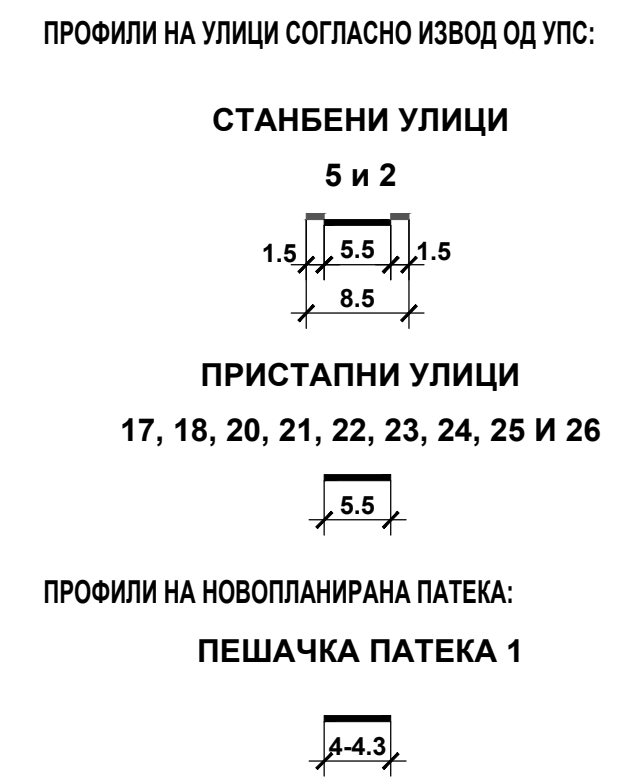 ПРОФИЛИ НА УЛИЦИ СОГЛАСНО ИЗВОД ОД УПС:
СТАНБЕНИ УЛИЦИ
5 и 2
1.5 5.5 1.5
8.5
ПРИСТАПНИ УЛИЦИ
17, 18, 20, 21, 22, 23, 24, 25 И 26
5.5
ПРОФИЛИ НА НОВОПЛАНИРАНА ПАТЕКА:
ПЕШАЧКА ПАТЕКА 1
4-4.3